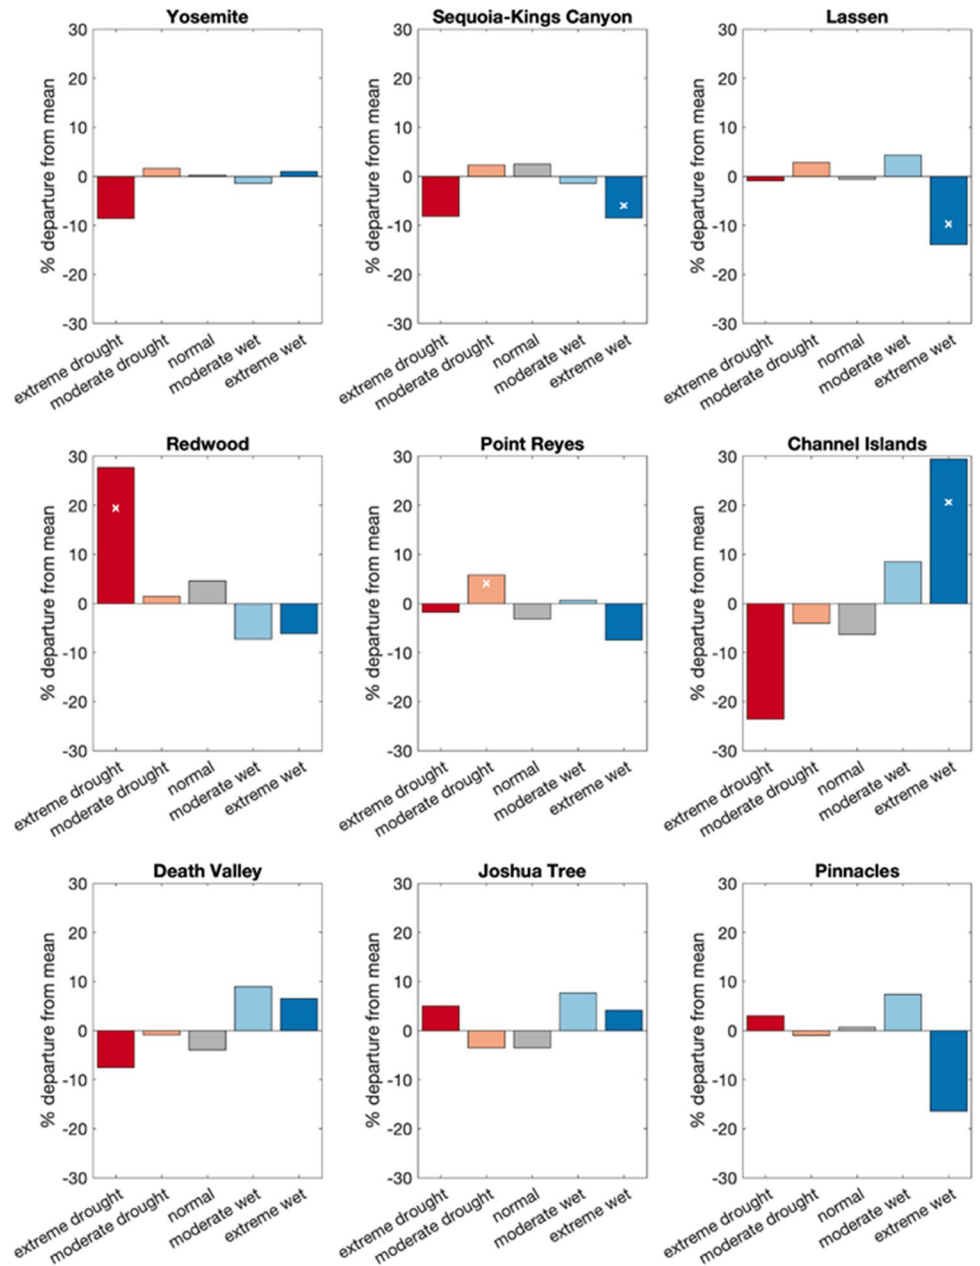 Yosemite
30
20
10
0
-10
-20
-30
% departure from mean
extreme drought
moderate drought
normal
moderate wet
extreme wet
Sequoia-Kings Canyon
30
20
10
0
-10
-20
-30
% departure from mean
extreme drought
moderate drought
normal
moderate wet
extreme wet
Lassen
30
20
10
0
-10
-20
-30
% departure from mean
extreme drought
moderate drought
normal
moderate wet
extreme wet
Redwood
30
20
10
0
-10
-20
-30
% departure from mean
extreme drought
moderate drought
normal
moderate wet
extreme wet
Point Reyes
30
20
10
0
-10
-20
-30
% departure from mean
extreme drought
moderate drought
normal
moderate wet
extreme wet
Channel Islands
30
20
10
0
-10
-20
-30
% departure from mean
extreme drought
moderate drought
normal
moderate wet
extreme wet
Death Valley
30
20
10
0
-10
-20
-30
% departure from mean
extreme drought
moderate drought
normal
moderate wet
extreme wet
Joshua Tree
30
20
10
0
-10
-20
-30
% departure from mean
extreme drought
moderate drought
normal
moderate wet
extreme wet
Pinnacles
30
20
10
0
-10
-20
-30
% departure from mean
extreme drought
moderate drought
normal
moderate wet
extreme wet